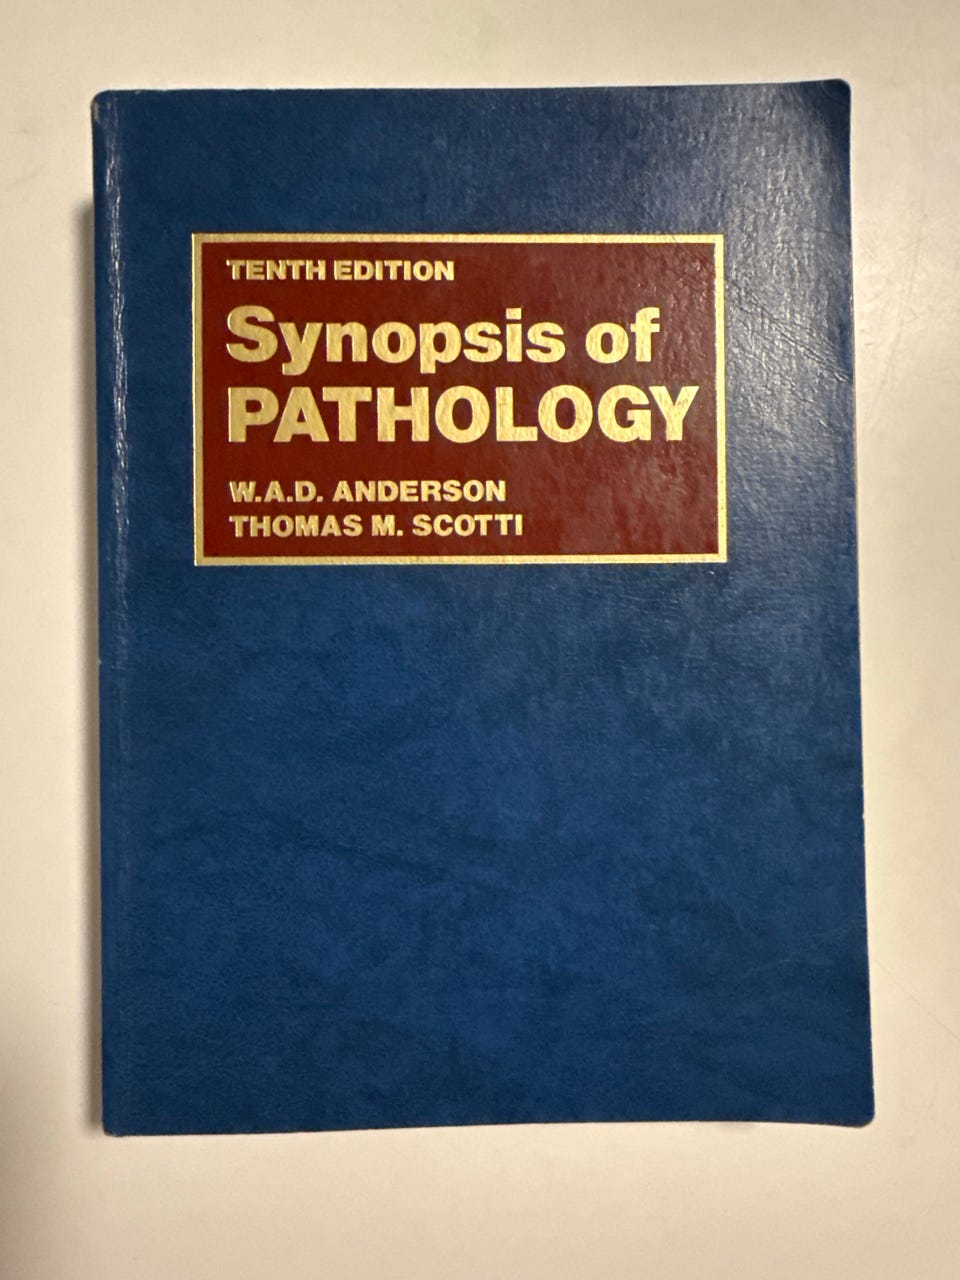 TENTH EDITION
Synopsis of
PATHOLOGY
W.A.D. ANDERSON
THOMAS M. SCOTTI